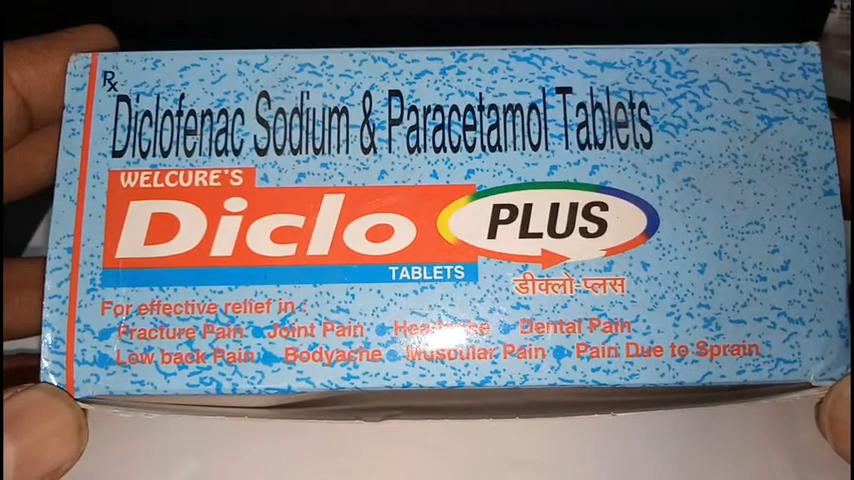 Rx
Diclofenac Sodium & Paracetamol Tablets
WELCURE'S
Diclo PLUS
TABLETS
डीक्लो-प्लस
For effective relief in :
Fracture Pain • Joint Pain • Headache • Dental Pain
Low back Pain • Bodyache • Muscular Pain • Pain Due to Sprain